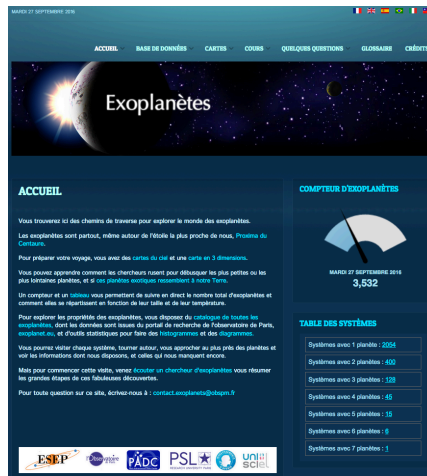 MARDI 27 SEPTEMBRE 2016
ACCUEIL BASE DE DONNÉES CARTES COURS QUELQUES QUESTIONS GLOSSAIRE CRÉDITS
Exoplanètes
ACCUEIL
Vous trouverez ici des chemins de traverse pour explorer le monde des exoplanètes.
Les exoplanètes sont partout, même autour de l'étoile la plus proche de nous, Proxima du
Centaure.
Pour préparer votre voyage, vous avez des cartes du ciel et une carte en 3 dimensions.
Vous pouvez apprendre comment les chercheurs rusent pour débusquer les plus petites ou les
plus lointaines planètes, et si ces planètes exotiques ressemblent à notre Terre.
Un compteur et un tableau vous permettent de suivre en direct le nombre total d'exoplanètes et
comment elles se répartissent en fonction de leur taille et de leur température.
Pour explorer les propriétés des exoplanètes, vous disposez du catalogue de toutes les
exoplanètes, dont les données sont issues du portail de recherche de l'observatoire de Paris,
exoplanet.eu, et d'outils statistiques pour faire des histogrammes et des diagrammes.
Vous pourrez visiter chaque système, tourner autour, vous approcher au plus près des planètes et
voir les informations dont nous disposons, et celles qui nous manquent encore.
Mais pour commencer cette visite, venez écouter un chercheur d'exoplanètes vous résumer
les grandes étapes de ces fabuleuses découvertes.
Pour toute question sur ce site, écrivez-nous à : contact.exoplanets@obspm.fr
ESEP l'Observatoire PADC PSL UNIV SCIEL
COMPTEUR D'EXOPLANÈTES
MARDI 27 SEPTEMBRE 2016
3,532
TABLE DES SYSTÈMES
Systèmes avec 1 planète : 2054
Systèmes avec 2 planètes : 400
Systèmes avec 3 planètes : 128
Systèmes avec 4 planètes : 45
Systèmes avec 5 planètes : 15
Systèmes avec 6 planètes : 6
Systèmes avec 7 planètes : 1